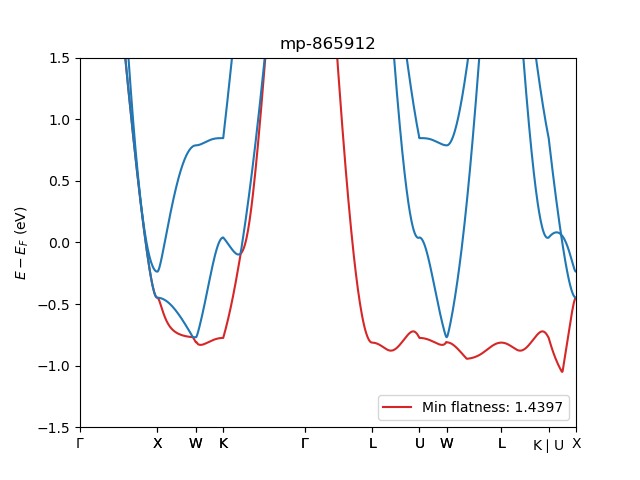 mp-865912
1.5
1.0
0.5
0.0
−0.5
−1.0
−1.5
E − E_F (eV)
Min flatness: 1.4397
Γ X W K Γ L U W L K | U X